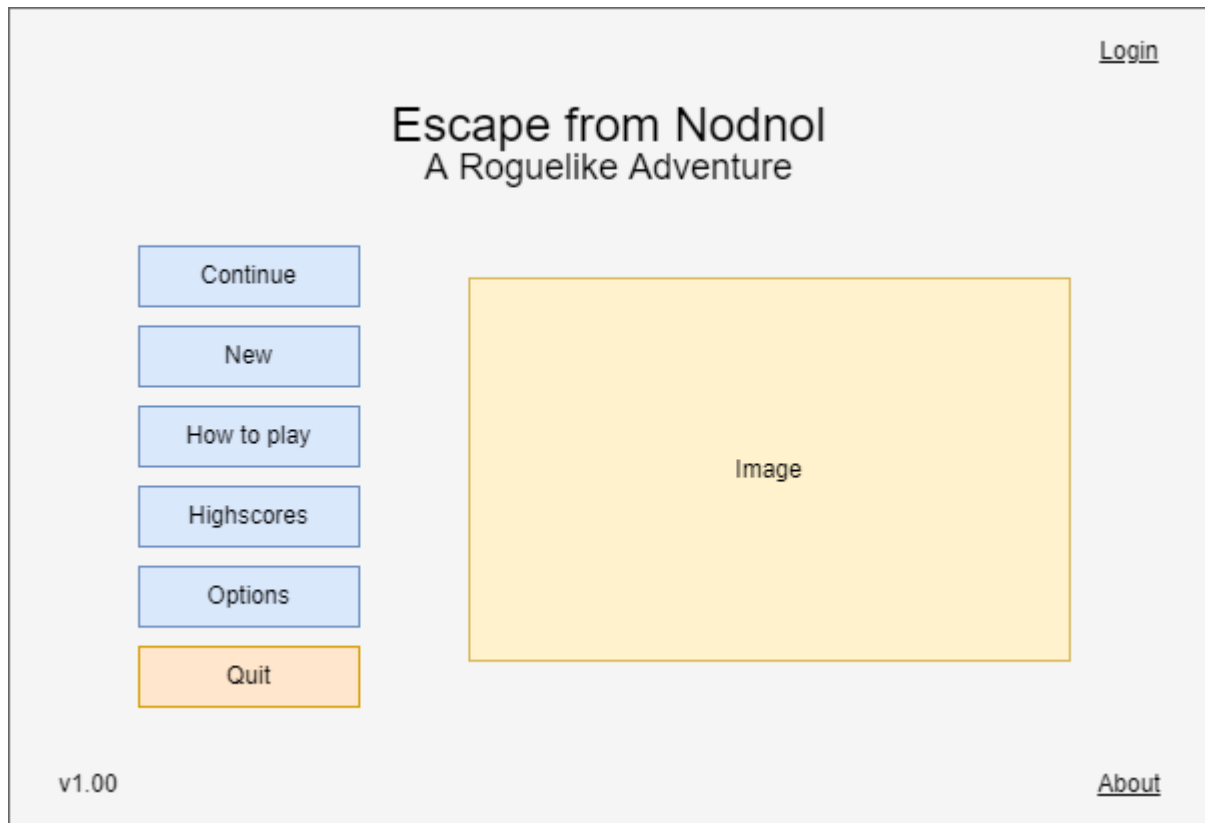 Login
Escape from Nodnol
A Roguelike Adventure
Continue
New
How to play
Highscores
Options
Quit
Image
v1.00
About